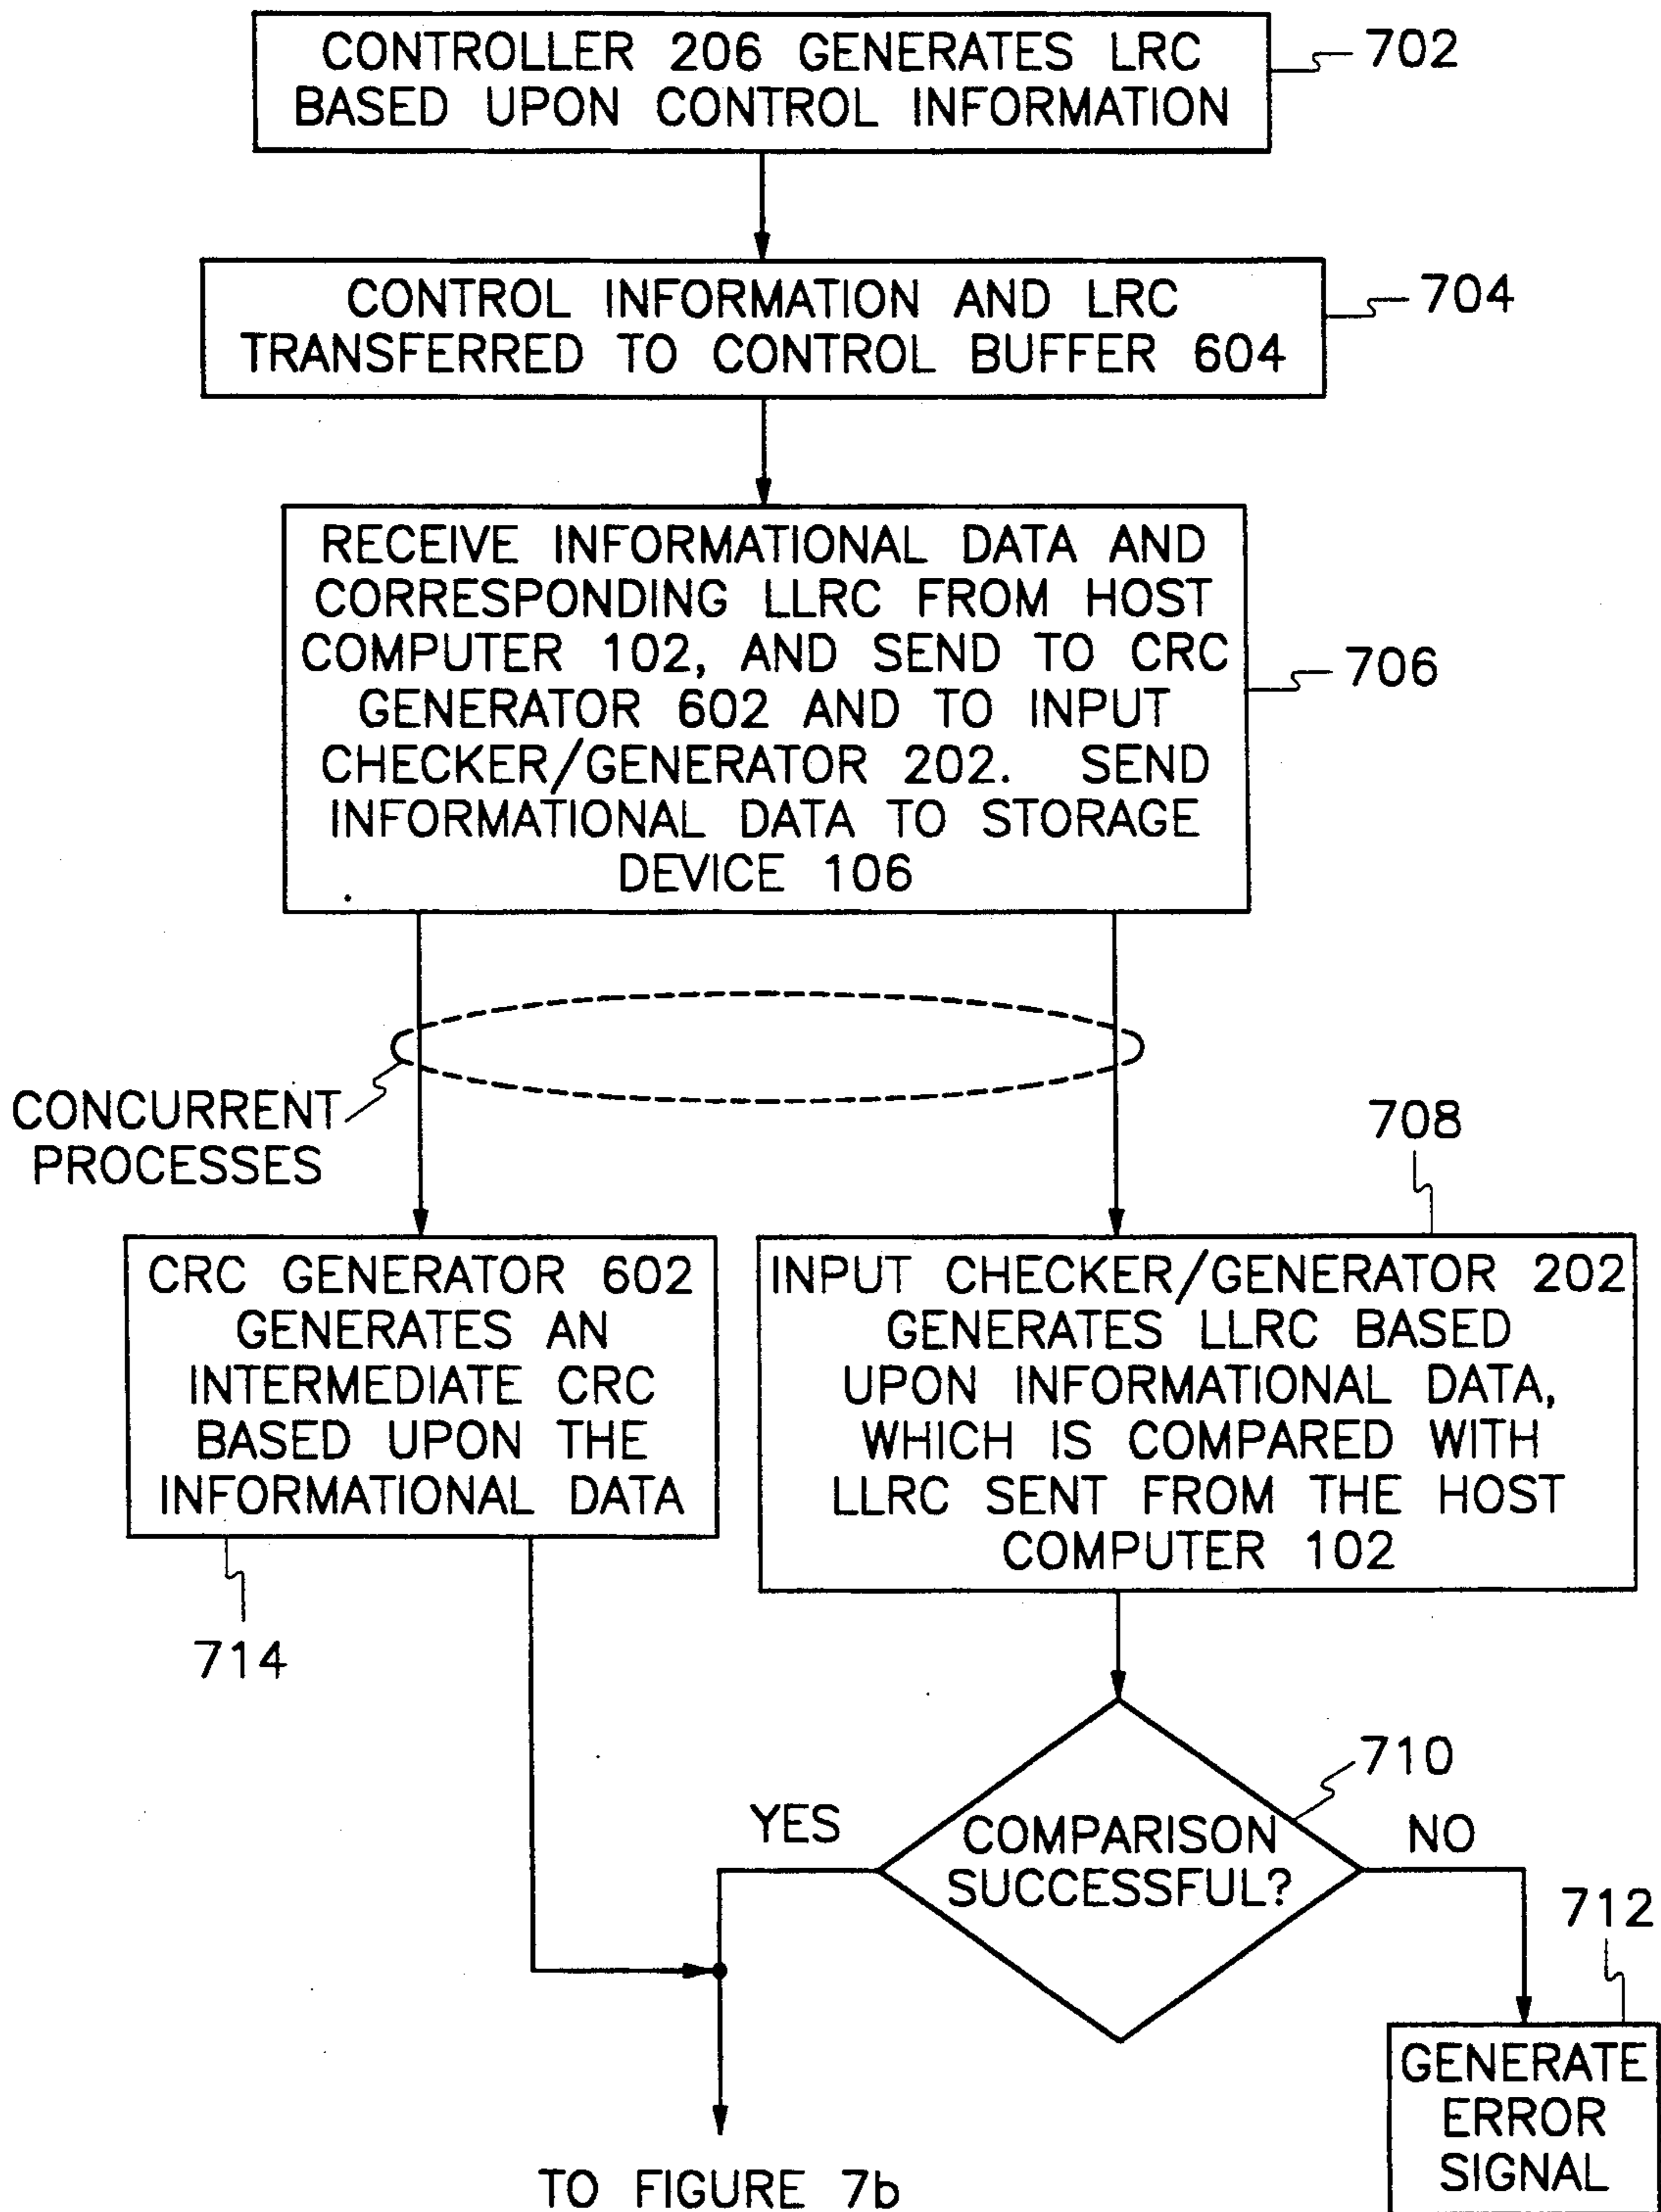 CONTROLLER 206 GENERATES LRC
BASED UPON CONTROL INFORMATION
702
CONTROL INFORMATION AND LRC
TRANSFERRED TO CONTROL BUFFER 604
704
RECEIVE INFORMATIONAL DATA AND
CORRESPONDING LLRC FROM HOST
COMPUTER 102, AND SEND TO CRC
GENERATOR 602 AND TO INPUT
CHECKER/GENERATOR 202. SEND
INFORMATIONAL DATA TO STORAGE
DEVICE 106
706
CONCURRENT
PROCESSES
708
CRC GENERATOR 602
GENERATES AN
INTERMEDIATE CRC
BASED UPON THE
INFORMATIONAL DATA
714
INPUT CHECKER/GENERATOR 202
GENERATES LLRC BASED
UPON INFORMATIONAL DATA,
WHICH IS COMPARED WITH
LLRC SENT FROM THE HOST
COMPUTER 102
710
YES
COMPARISON
SUCCESSFUL?
NO
712
GENERATE
ERROR
SIGNAL
TO FIGURE 7b